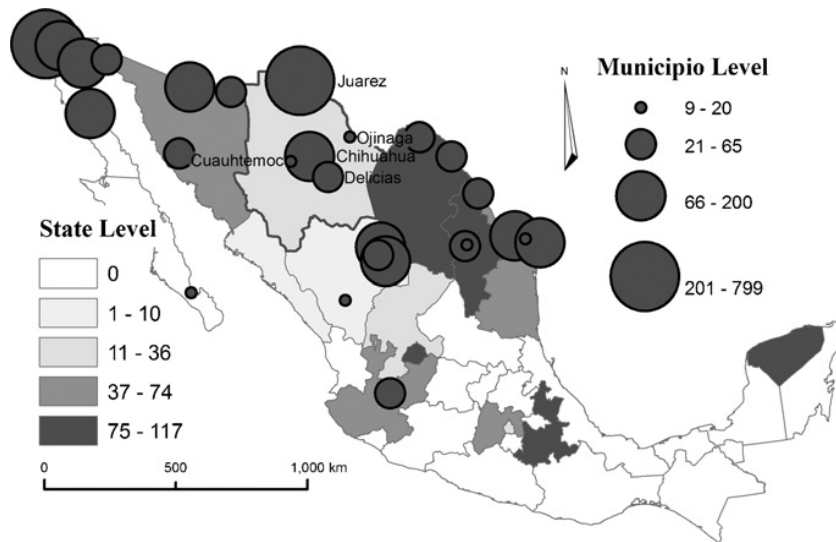 Juarez
Ojinaga
Cuauhtemoc
Chihuahua
Delicias
N
Municipio Level
9 - 20
21 - 65
66 - 200
201 - 799
State Level
0
1 - 10
11 - 36
37 - 74
75 - 117
0 500 1,000 km